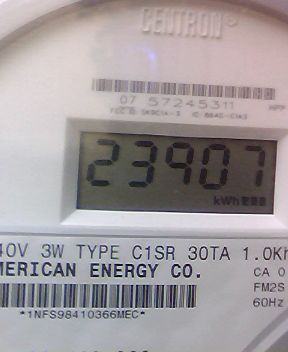 CENTRON®
07 57245311
23907
kWh
40V 3W TYPE C1SR 30TA 1.0Kh
MERICAN ENERGY CO.
CA 0
FM2S
60Hz
*1NFS98410366MEC*